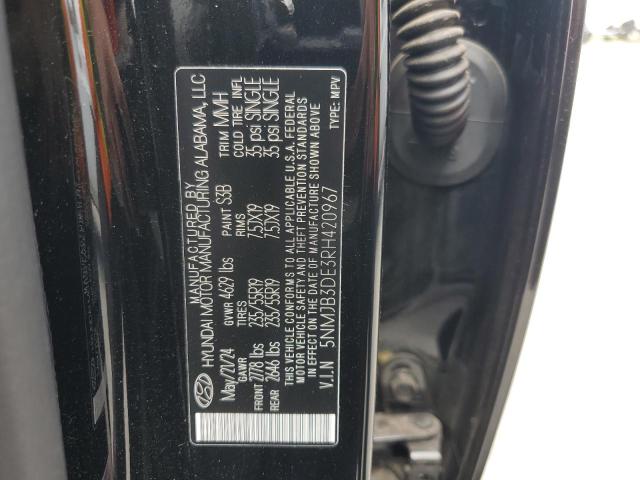 MANUFACTURED BY
HYUNDAI MOTOR MANUFACTURING ALABAMA, LLC
May/21/24 GVWR 4629 lbs PAINT S3B TRIM MMH
GAWR TIRES RIMS COLD TIRE INFL
FRONT 2778 lbs 235/55R19 7.5JX19 35 psi SINGLE
REAR 2646 lbs 235/55R19 7.5JX19 35 psi SINGLE
THIS VEHICLE CONFORMS TO ALL APPLICABLE U.S.A. FEDERAL
MOTOR VEHICLE SAFETY AND BUMPER STANDARDS
IN EFFECT ON THE DATE OF MANUFACTURE SHOWN ABOVE
V.I.N 5NMJB3DE3RH420967 TYPE: MPV